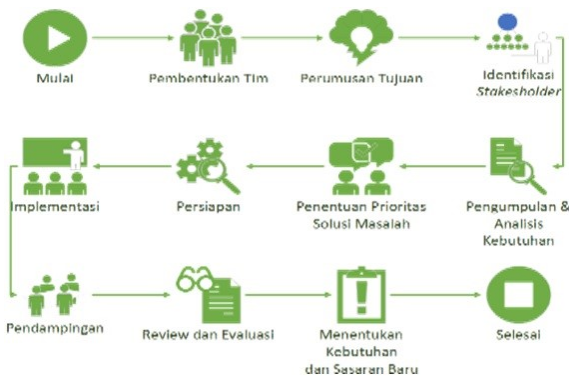 Mulai
Pembentukan Tim
Perumusan Tujuan
Identifikasi
Stakesholder
Implementasi
Persiapan
Penentuan Prioritas
Solusi Masalah
Pengumpulan &
Analisis
Kebutuhan
Pendampingan
Review dan Evaluasi
Menentukan
Kebutuhan
dan Sasaran Baru
Selesai